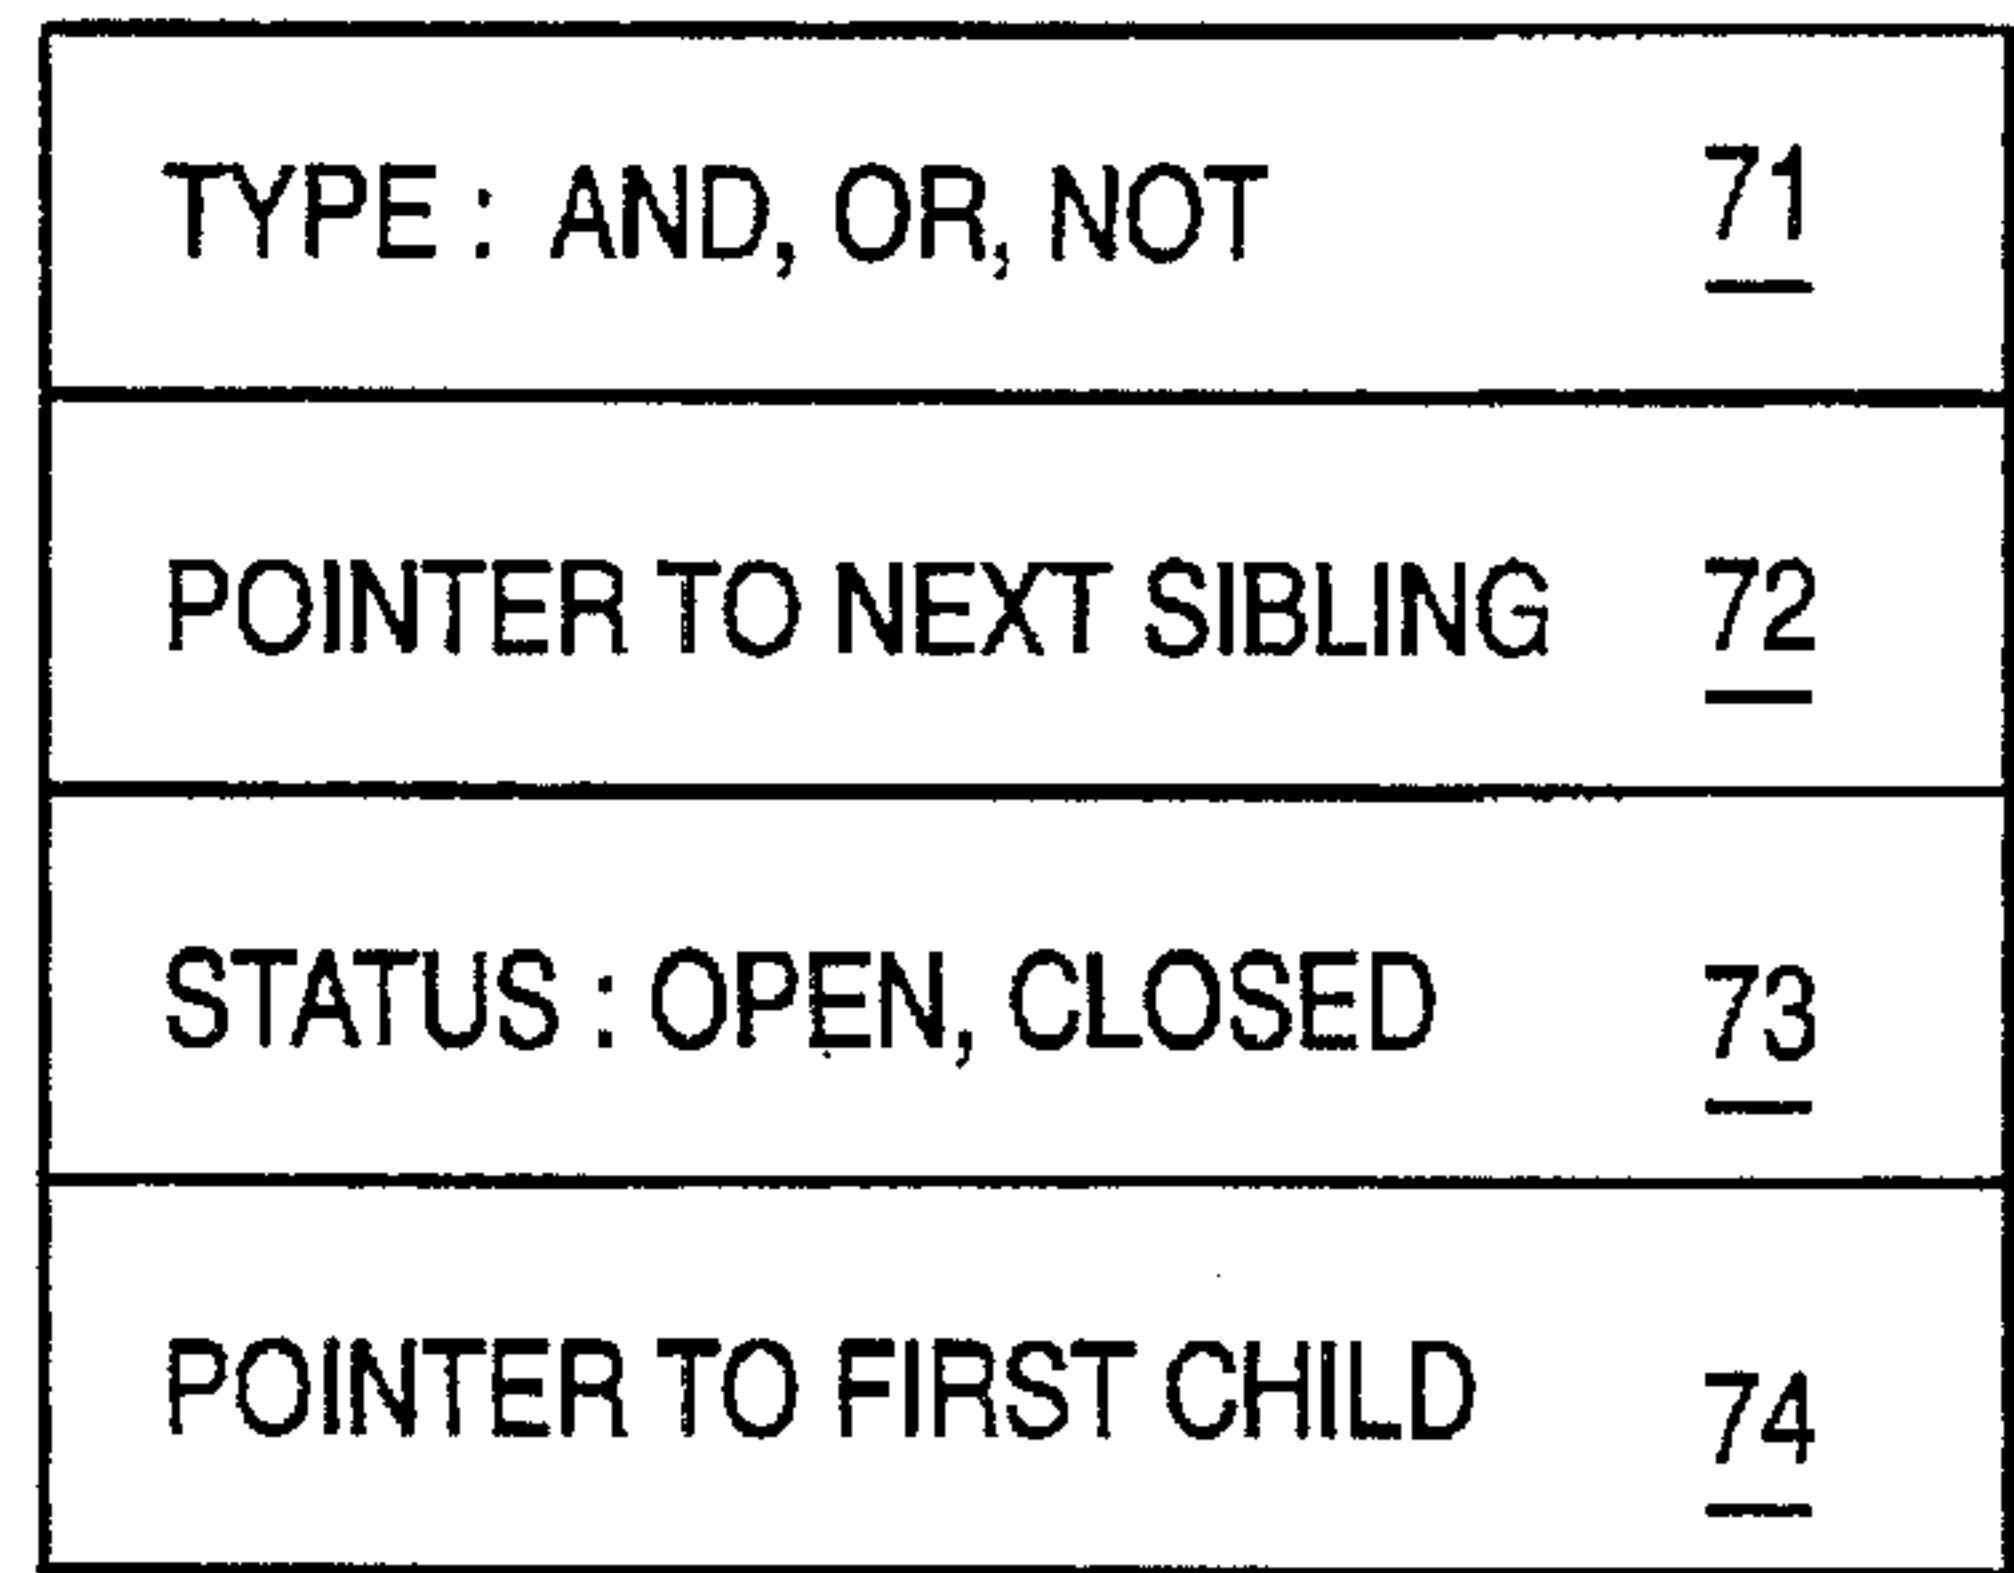 TYPE : AND, OR, NOT 71
POINTER TO NEXT SIBLING 72
STATUS : OPEN, CLOSED 73
POINTER TO FIRST CHILD 74